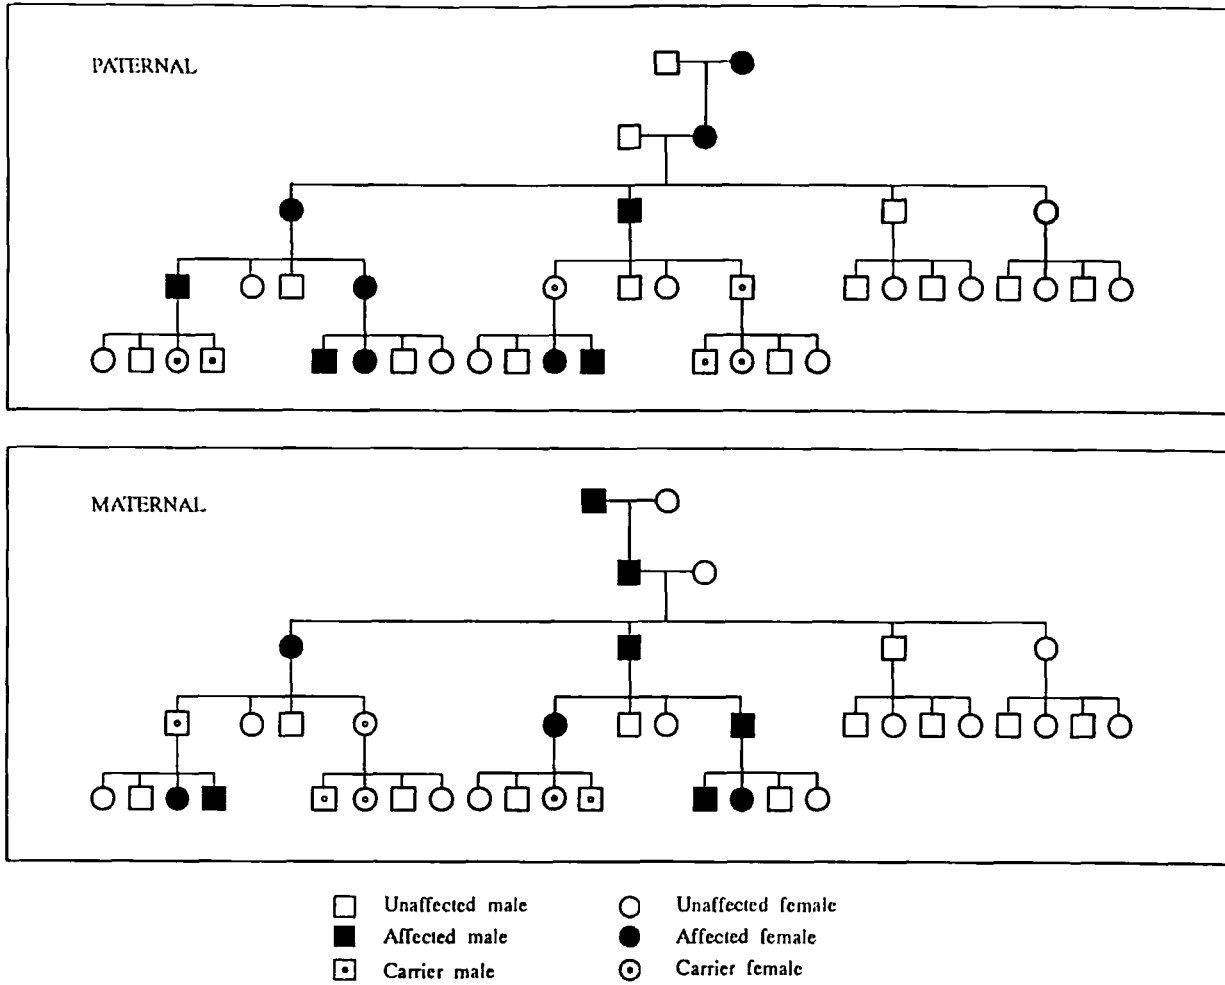 PATERNAL
MATERNAL
Unaffected male
Unaffected female
Affected male
Affected female
Carrier male
Carrier female